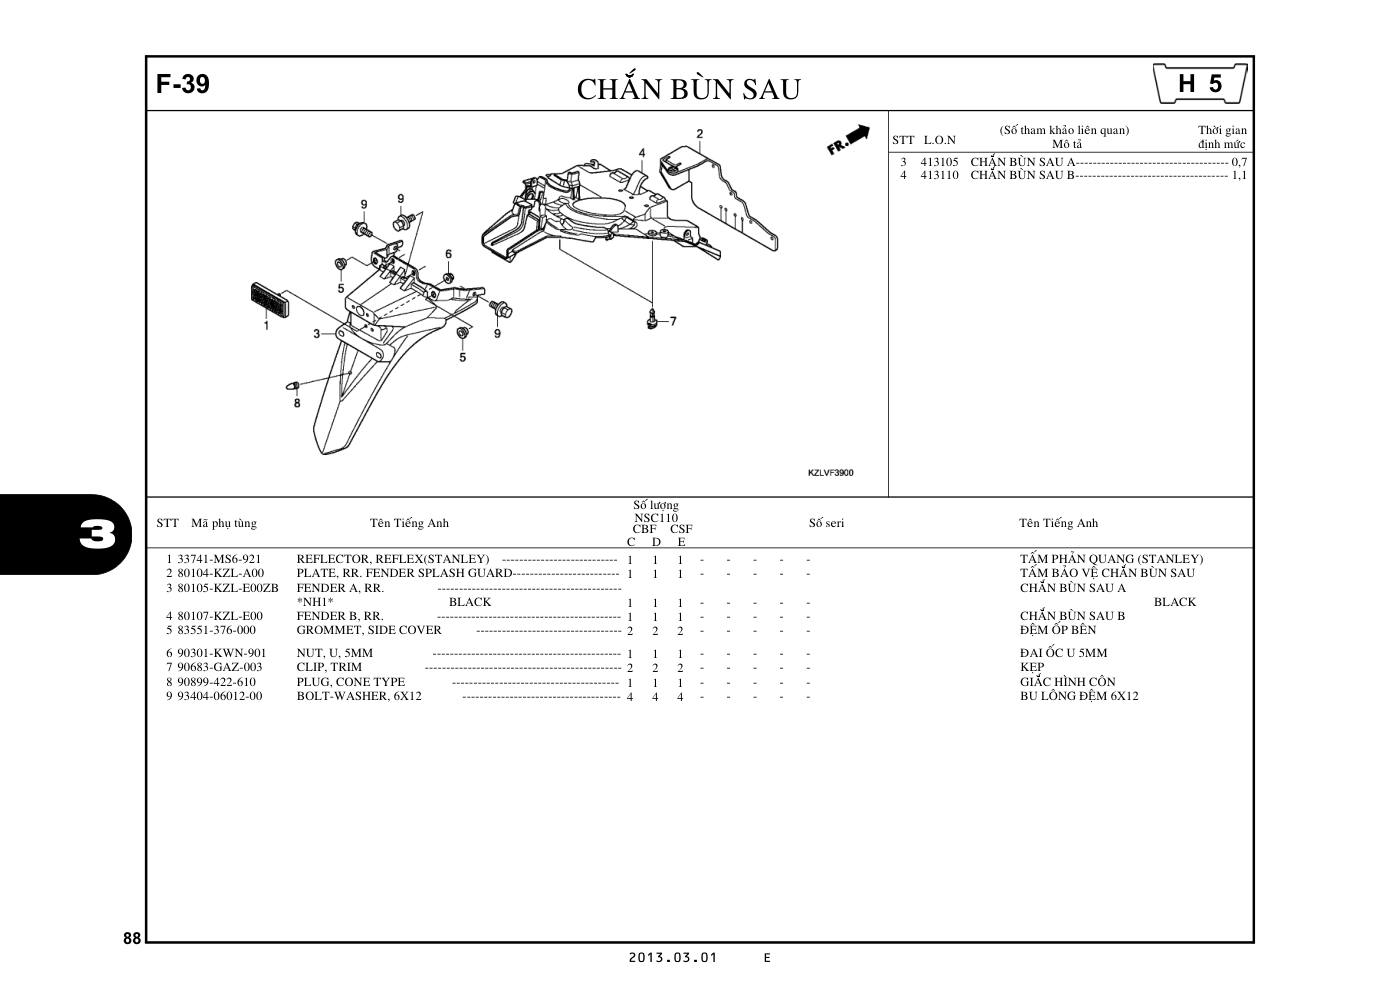 F-39
CHẮN BÙN SAU
H 5
FR.
2
4
9
9
6
5
1
3
9
5
7
8
KZLVF3900
STT L.O.N (Số tham khảo liên quan) Mô tả Thời gian định mức
3 413105 CHẮN BÙN SAU A------------------------------------ 0,7
4 413110 CHẮN BÙN SAU B------------------------------------ 1,1
3
STT Mã phụ tùng Tên Tiếng Anh Số lượng Số seri Tên Tiếng Anh
NSC110
CBF CSF
C D E
1 33741-MS6-921 REFLECTOR, REFLEX(STANLEY) --------------------------- 1 1 1 - - - - - TẤM PHẢN QUANG (STANLEY)
2 80104-KZL-A00 PLATE, RR. FENDER SPLASH GUARD------------------------- 1 1 1 - - - - - TẤM BẢO VỆ CHẮN BÙN SAU
3 80105-KZL-E00ZB FENDER A, RR. ------------------------------------------- CHẮN BÙN SAU A
*NH1* BLACK 1 1 1 - - - - - BLACK
4 80107-KZL-E00 FENDER B, RR. ------------------------------------------- 1 1 1 - - - - - CHẮN BÙN SAU B
5 83551-376-000 GROMMET, SIDE COVER ---------------------------------- 2 2 2 - - - - - ĐỆM ỐP BÊN
6 90301-KWN-901 NUT, U, 5MM -------------------------------------------- 1 1 1 - - - - - ĐAI ỐC U 5MM
7 90683-GAZ-003 CLIP, TRIM ---------------------------------------------- 2 2 2 - - - - - KẸP
8 90899-422-610 PLUG, CONE TYPE --------------------------------------- 1 1 1 - - - - - GIẮC HÌNH CÔN
9 93404-06012-00 BOLT-WASHER, 6X12 ------------------------------------- 4 4 4 - - - - - BU LÔNG ĐỆM 6X12
88
2013.03.01 E